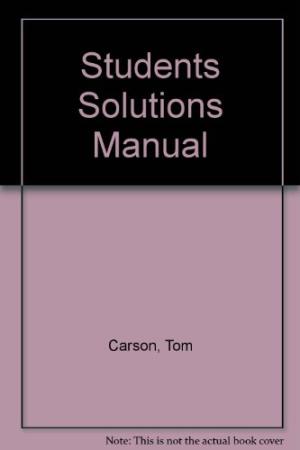 Students
Solutions
Manual
Carson, Tom
Note: This is not the actual book cover